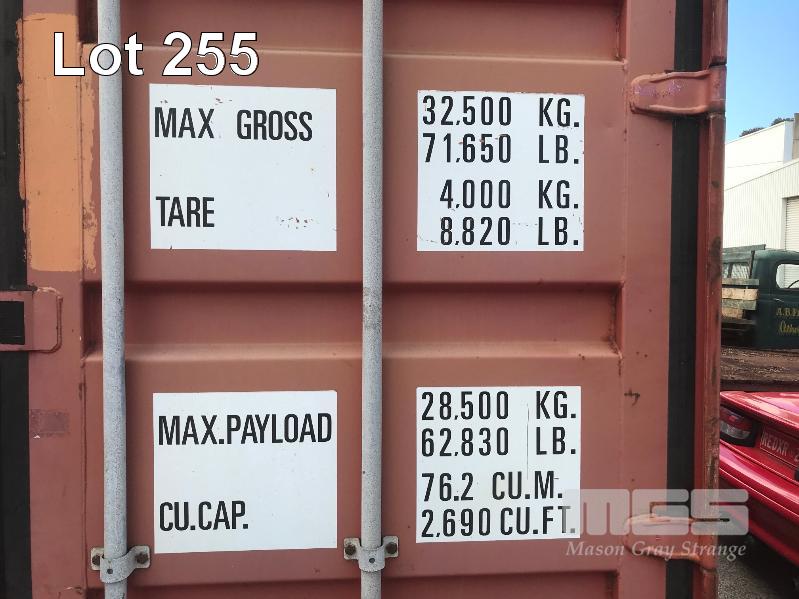 Lot 255
MAX GROSS 32,500 KG.
71,650 LB.
TARE 4,000 KG.
8,820 LB.
MAX.PAYLOAD 28,500 KG.
62,830 LB.
CU.CAP. 76.2 CU.M.
2,690 CU.FT.
MGS
Mason Gray Strange